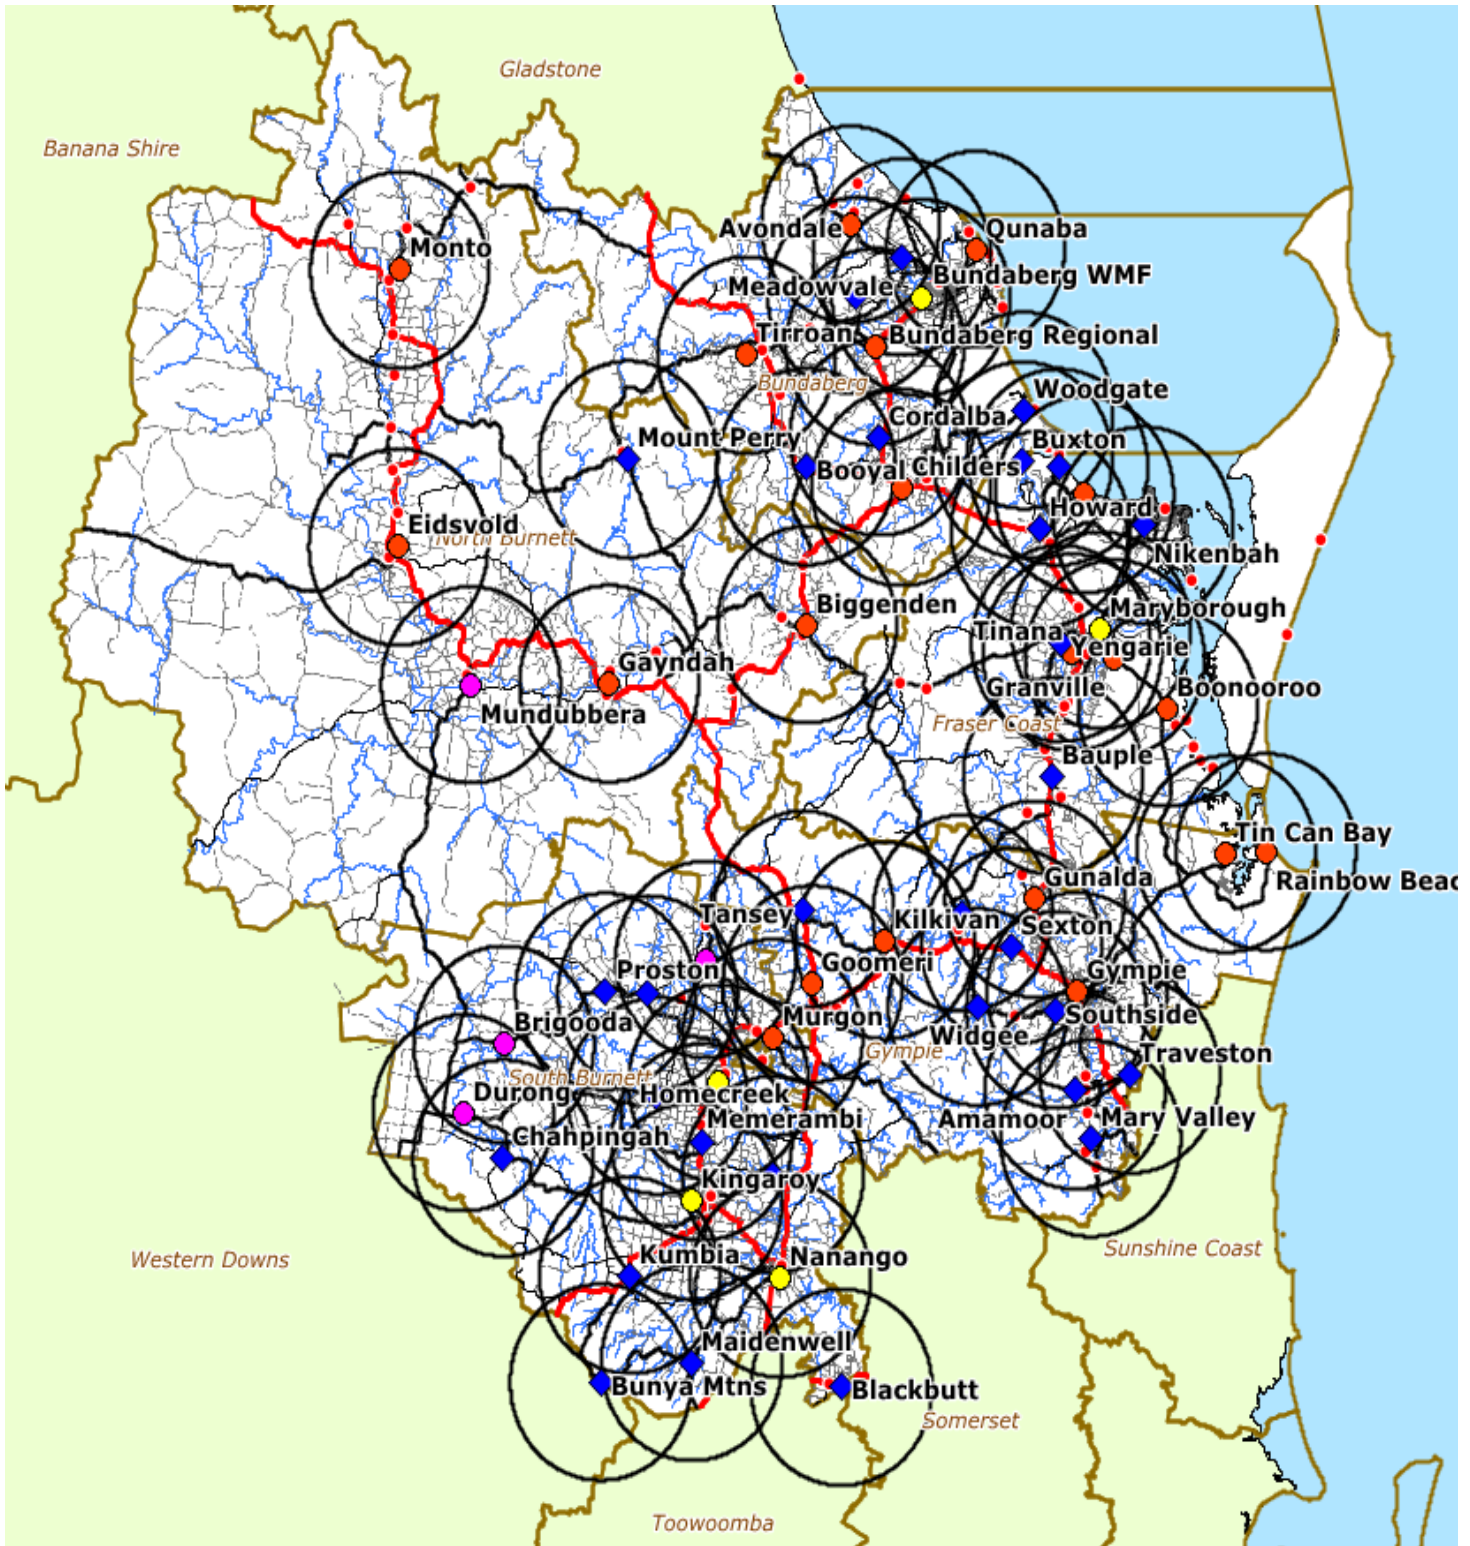 Gladstone
Banana Shire
Avondale
Qunaba
Monto
Bundaberg WMF
Meadowvale
Tirroan
Bundaberg Regional
Bundaberg
Woodgate
Cordalba
Mount Perry
Buxton
Booyal
Childers
Howard
Eidsvold
North Burnett
Nikenbah
Biggenden
Maryborough
Tinana
Yengarie
Gayndah
Granville
Boonooroo
Mundubbera
Fraser Coast
Bauple
Tin Can Bay
Gunalda
Rainbow Beac
Tansey
Kilkivan
Sexton
Goomeri
Proston
Gympie
Murgon
Southside
Brigooda
Widgee
Gympie
Traveston
South Burnett
Durong
Homecreek
Memerambi
Amamoor
Mary Valley
Chahpingah
Kingaroy
Sunshine Coast
Western Downs
Kumbia
Nanango
Maidenwell
Bunya Mtns
Blackbutt
Somerset
Toowoomba